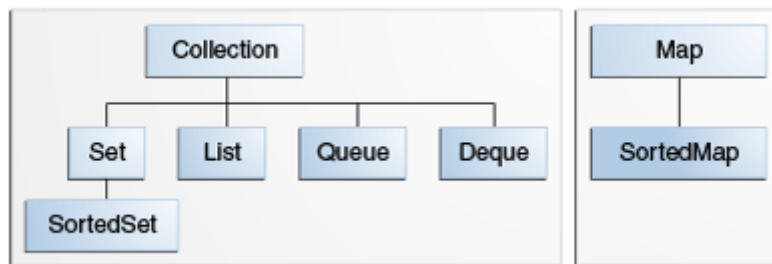 Collection
Set
List
Queue
Deque
SortedSet
Map
SortedMap